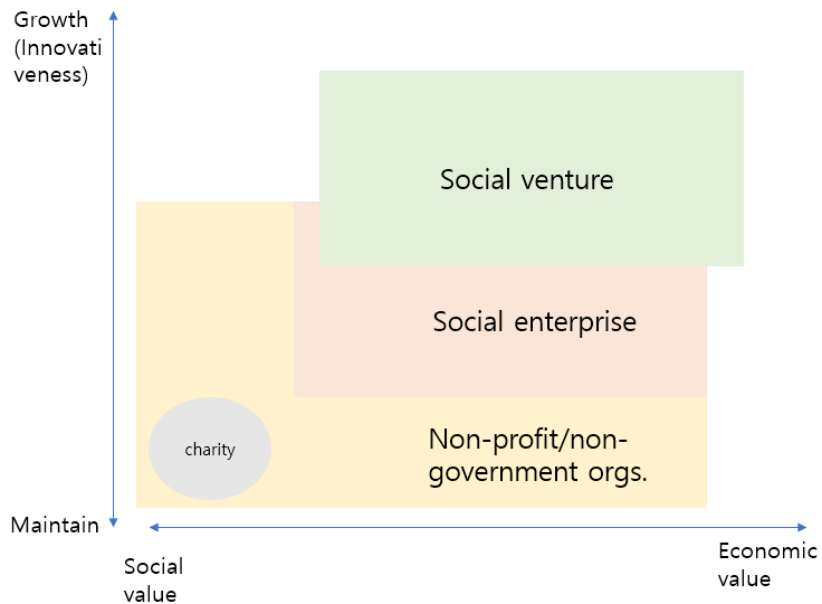 Growth
(Innovati
veness)
Social venture
Social enterprise
charity
Non-profit/non-
government orgs.
Maintain
Social
value
Economic
value